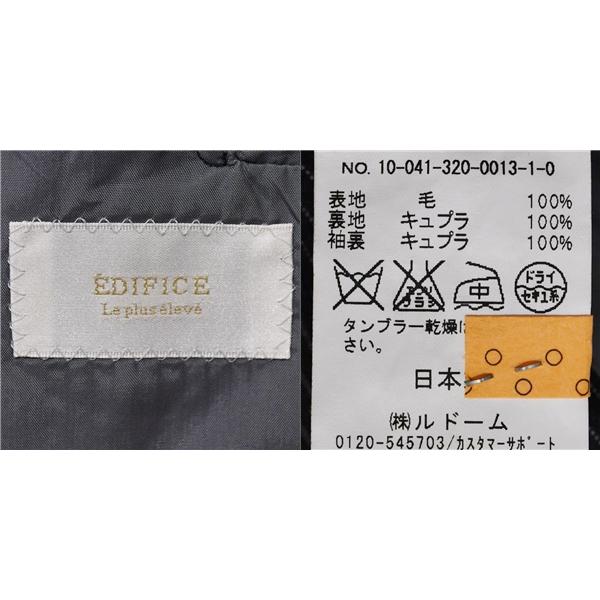 ÉDIFICE
Le plus élevé
NO. 10-041-320-0013-1-0
表地 毛 100%
裏地 キュプラ 100%
袖裏 キュプラ 100%
中
ドライ
セキユ系
タンブラー乾燥は
さい。
日本
(株)ルドーム
0120-545703/カスタマーサポート